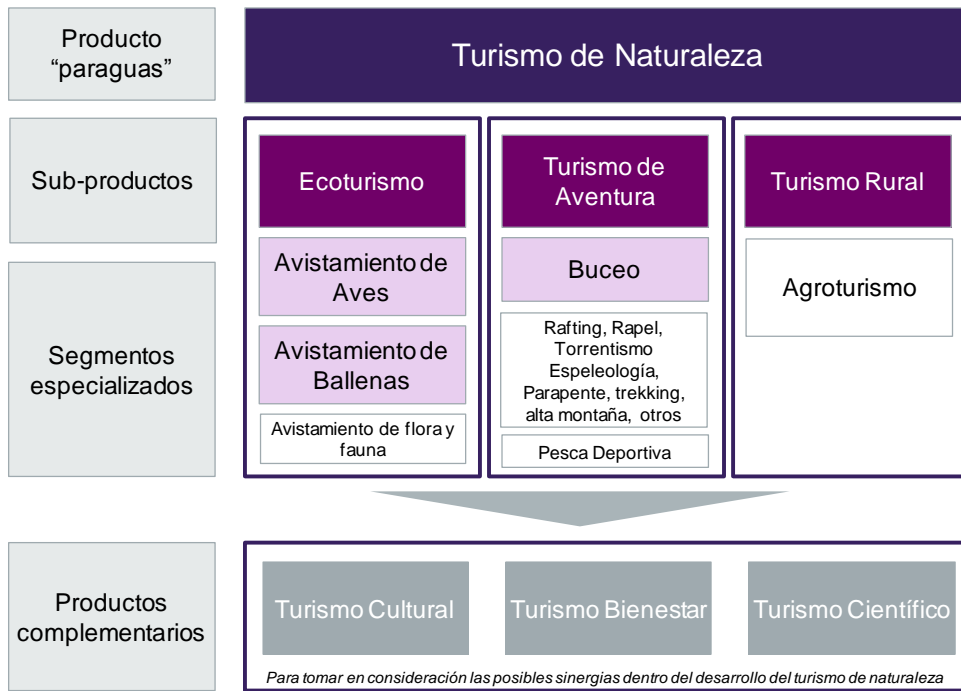 Producto
“paraguas”
Turismo de Naturaleza
Sub-productos
Ecoturismo
Turismo de
Aventura
Turismo Rural
Segmentos
especializados
Avistamiento de
Aves
Avistamiento de
Ballenas
Avistamiento de flora y
fauna
Buceo
Rafting, Rapel,
Torrentismo
Espeleología,
Parapente, trekking,
alta montaña, otros
Pesca Deportiva
Agroturismo
Productos
complementarios
Turismo Cultural
Turismo Bienestar
Turismo Científico
Para tomar en consideración las posibles sinergias dentro del desarrollo del turismo de naturaleza